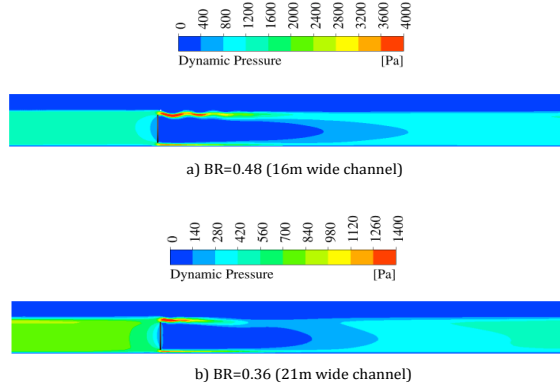 0 400 800 1200 1600 2000 2400 2800 3200 3600 4000
Dynamic Pressure [Pa]
a) BR=0.48 (16m wide channel)
0 140 280 420 560 700 840 980 1120 1260 1400
Dynamic Pressure [Pa]
b) BR=0.36 (21m wide channel)